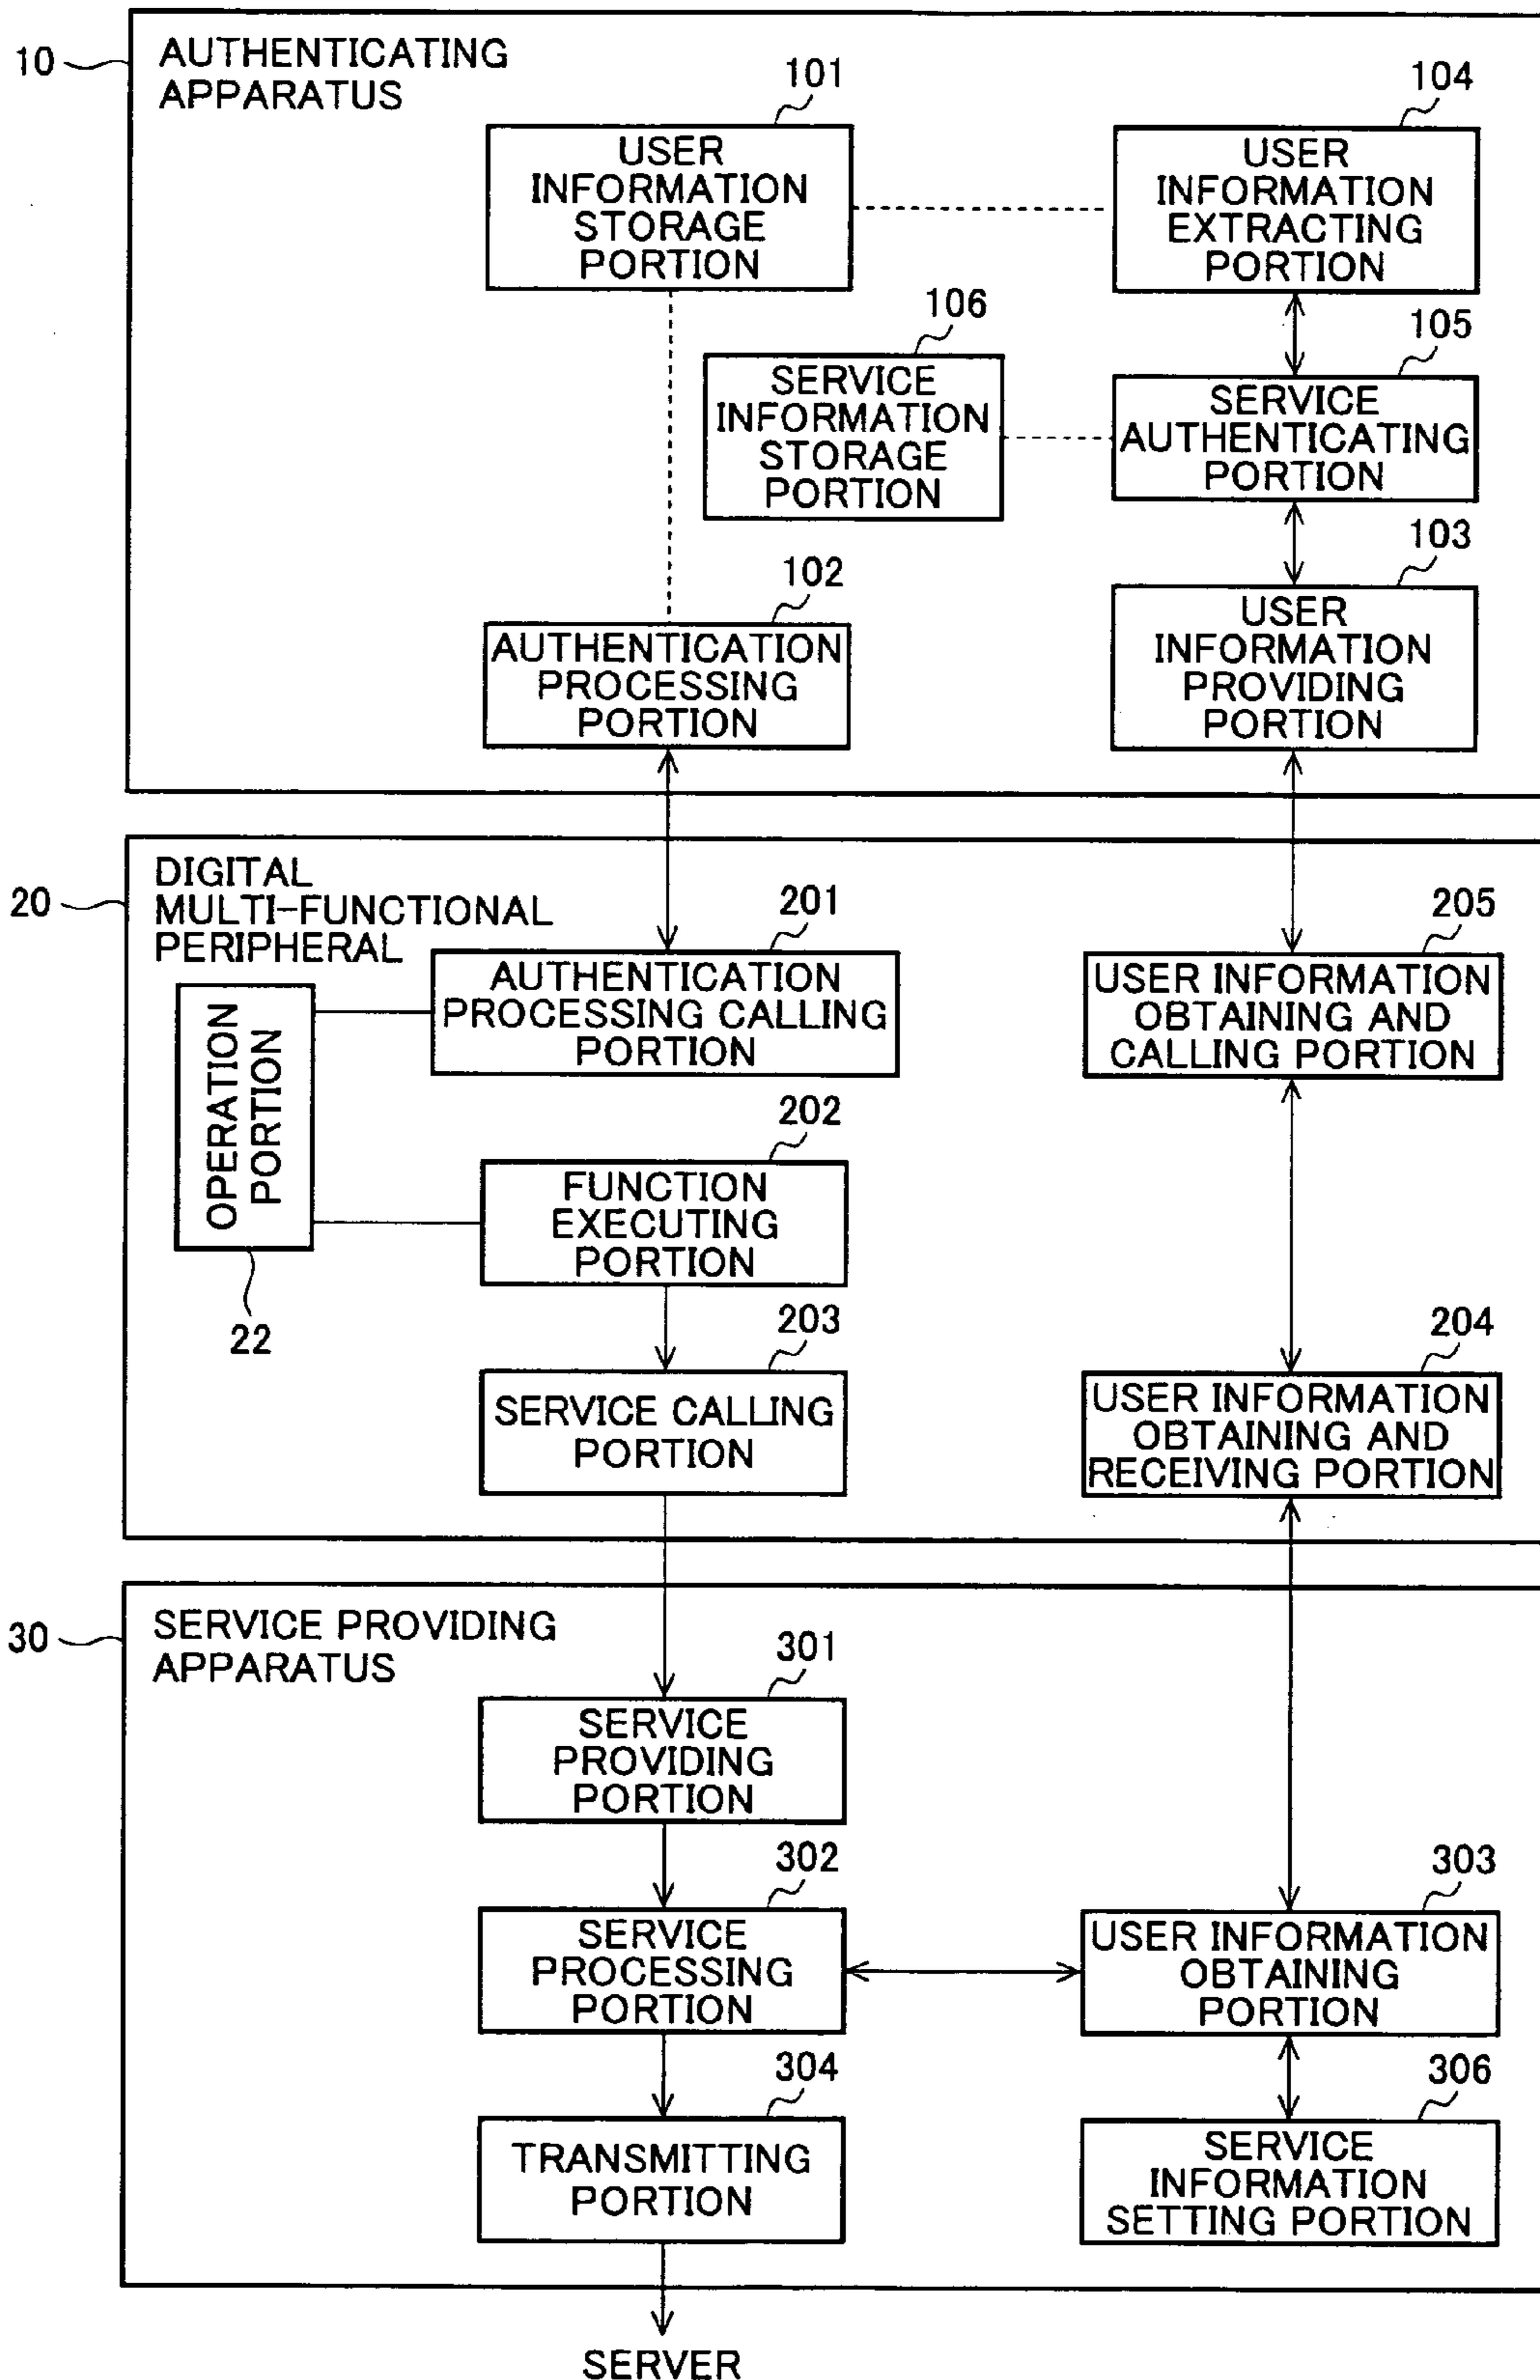 10
AUTHENTICATING
APPARATUS
101
USER
INFORMATION
STORAGE
PORTION
104
USER
INFORMATION
EXTRACTING
PORTION
106
SERVICE
INFORMATION
STORAGE
PORTION
105
SERVICE
AUTHENTICATING
PORTION
102
AUTHENTICATION
PROCESSING
PORTION
103
USER
INFORMATION
PROVIDING
PORTION
20
DIGITAL
MULTI-FUNCTIONAL
PERIPHERAL
201
AUTHENTICATION
PROCESSING CALLING
PORTION
205
USER INFORMATION
OBTAINING AND
CALLING PORTION
OPERATION
PORTION
22
202
FUNCTION
EXECUTING
PORTION
203
SERVICE CALLING
PORTION
204
USER INFORMATION
OBTAINING AND
RECEIVING PORTION
30
SERVICE PROVIDING
APPARATUS
301
SERVICE
PROVIDING
PORTION
302
SERVICE
PROCESSING
PORTION
303
USER INFORMATION
OBTAINING
PORTION
304
TRANSMITTING
PORTION
306
SERVICE
INFORMATION
SETTING PORTION
SERVER